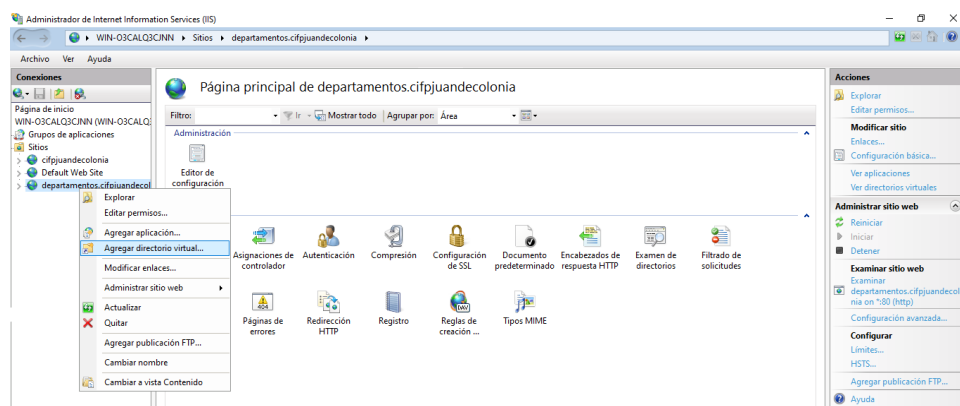 Administrador de Internet Information Services (IIS)
WIN-O3CALQ3CJNN ▸ Sitios ▸ departamentos.cifpjuandecolonia ▸
Archivo Ver Ayuda
Conexiones
Página de inicio
WIN-O3CALQ3CJNN (WIN-O3CALQ3
Grupos de aplicaciones
Sitios
cifpjuandecolonia
Default Web Site
departamentos.cifpjuandecol
Explorar
Editar permisos...
Agregar aplicación...
Agregar directorio virtual...
Modificar enlaces...
Administrar sitio web
Actualizar
Quitar
Agregar publicación FTP...
Cambiar nombre
Cambiar a vista Contenido
Página principal de departamentos.cifpjuandecolonia
Filtro: Ir Mostrar todo Agrupar por: Área
Administración
Editor de
configuración
Asignaciones de controlador
Autenticación
Compresión
Configuración de SSL
Documento predeterminado
Encabezados de respuesta HTTP
Examen de directorios
Filtrado de solicitudes
404
Páginas de errores
Redirección HTTP
Registro
DAV
Reglas de creación ...
Tipos MIME
Acciones
Explorar
Editar permisos...
Modificar sitio
Enlaces...
Configuración básica...
Ver aplicaciones
Ver directorios virtuales
Administrar sitio web
Reiniciar
Iniciar
Detener
Examinar sitio web
Examinar
departamentos.cifpjuandecol
nia on *:80 (http)
Configuración avanzada...
Configurar
Límites...
HSTS...
Agregar publicación FTP...
Ayuda